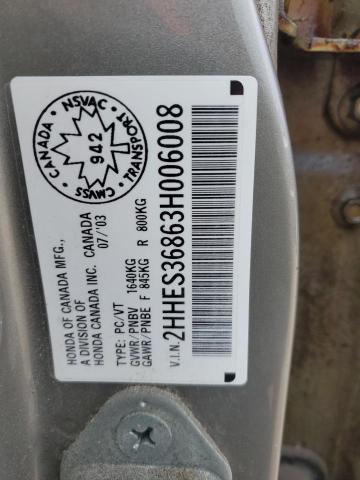 HONDA OF CANADA MFG.,
A DIVISION OF
HONDA CANADA INC. CANADA
07/'03
TYPE: PC/VT
GVWR/PNBV 1640KG
GAWR/PNBE F 845KG R 800KG
V.I.N. 2HHES36863H006008
CANADA NSVAC
942
CMVSS TRANSPORT